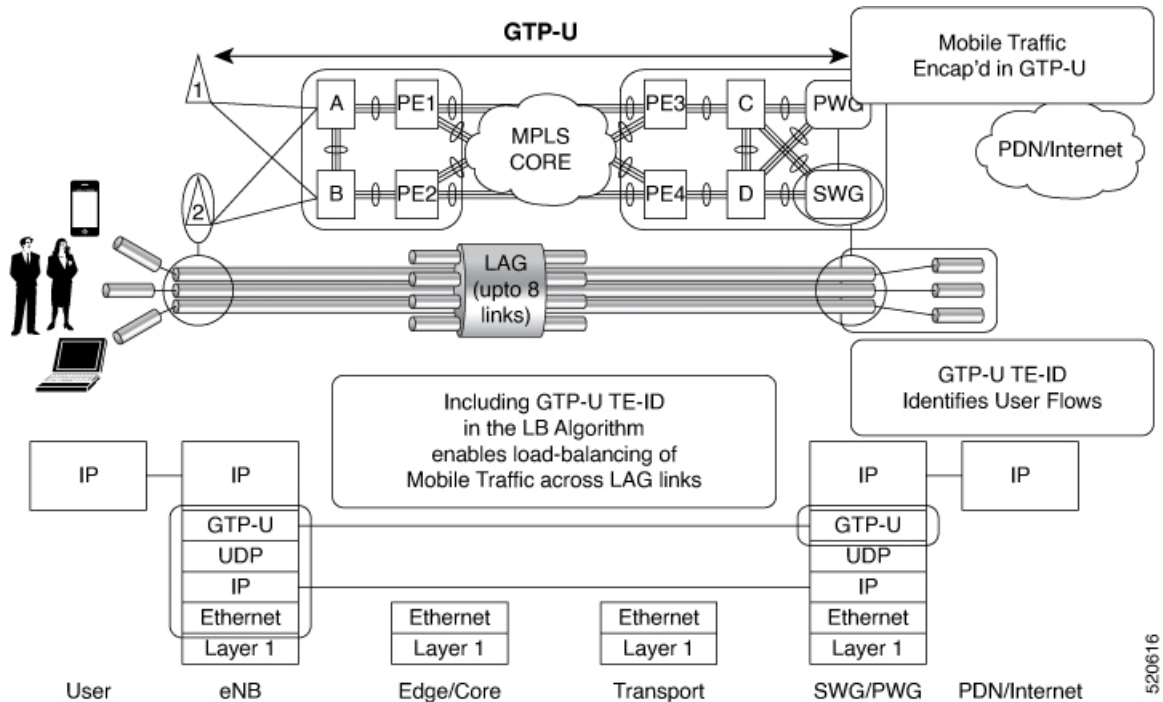 GTP-U
Mobile Traffic
Encap'd in GTP-U
1
A
PE1
PE3
C
PWG
MPLS
CORE
PDN/Internet
2
B
PE2
PE4
D
SWG
LAG
(upto 8
links)
GTP-U TE-ID
Identifies User Flows
Including GTP-U TE-ID
in the LB Algorithm
enables load-balancing of
Mobile Traffic across LAG links
IP
IP
IP
IP
GTP-U
GTP-U
UDP
UDP
IP
IP
Ethernet
Ethernet
Ethernet
Ethernet
Layer 1
Layer 1
Layer 1
Layer 1
User
eNB
Edge/Core
Transport
SWG/PWG
PDN/Internet
520616